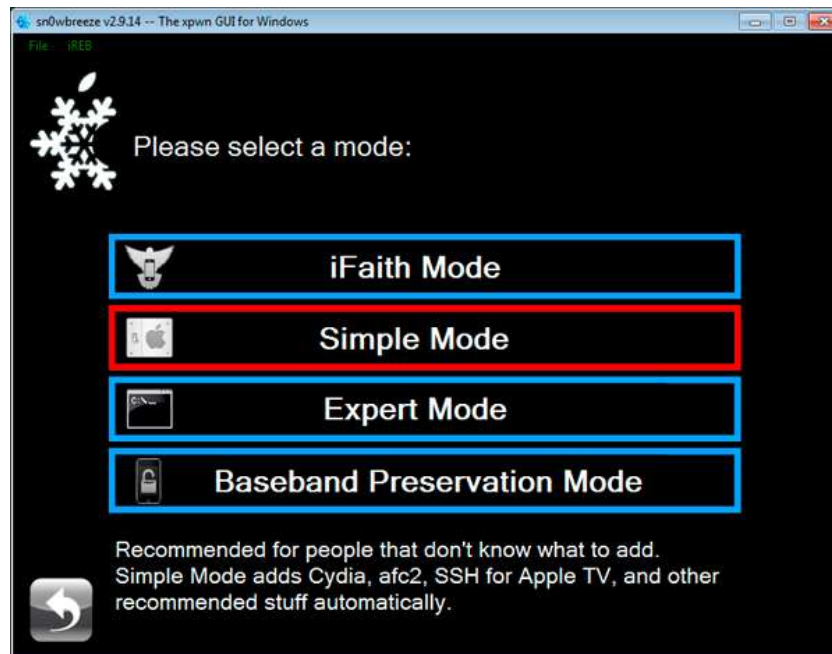 sn0wbreeze v2.9.14 -- The xpwn GUI for Windows
File iREB
Please select a mode:
iFaith Mode
Simple Mode
Expert Mode
Baseband Preservation Mode
Recommended for people that don't know what to add.
Simple Mode adds Cydia, afc2, SSH for Apple TV, and other
recommended stuff automatically.